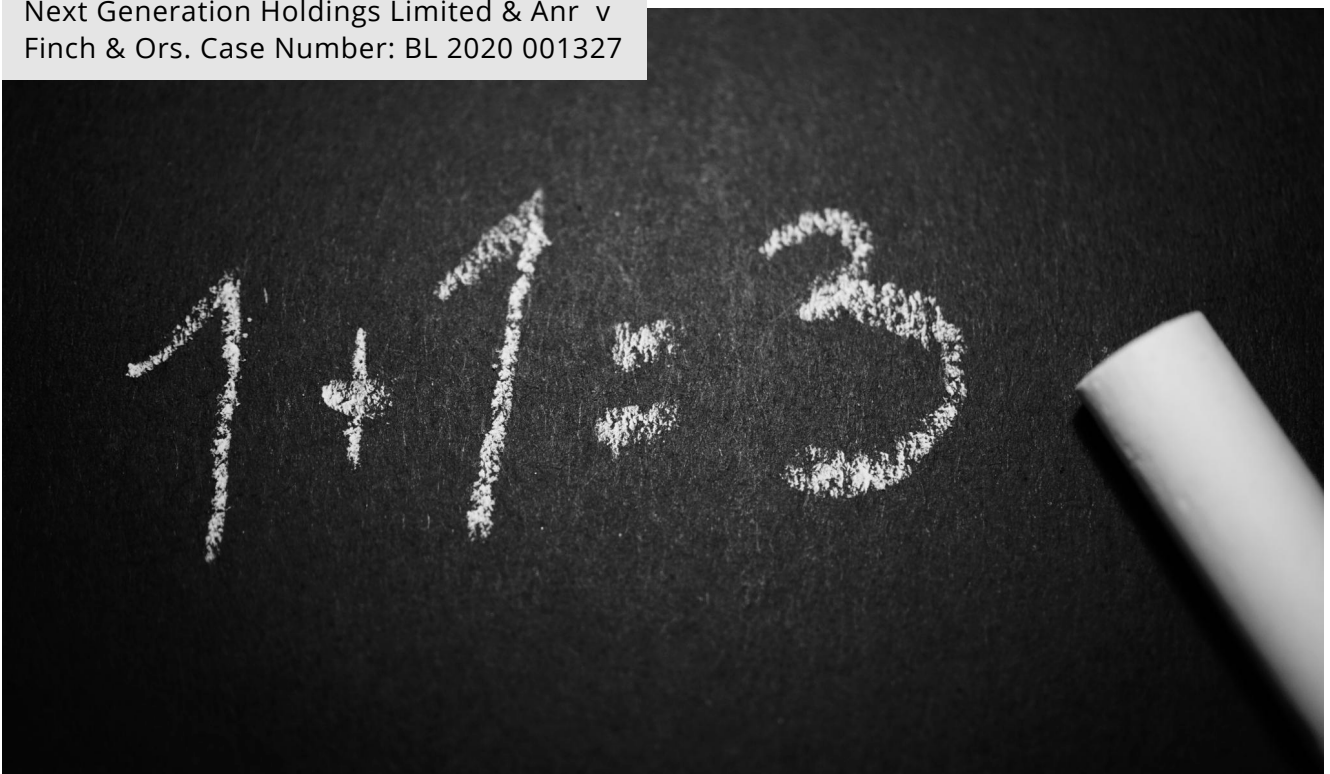 Next Generation Holdings Limited & Anr v
Finch & Ors. Case Number: BL 2020 001327
1+1=3